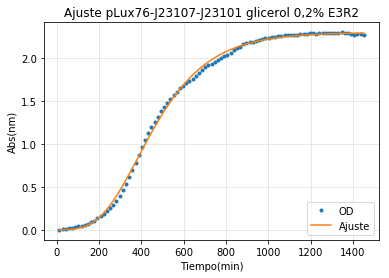 Ajuste pLux76-J23107-J23101 glicerol 0,2% E3R2
Abs(nm)
2.0
1.5
1.0
0.5
0.0
0 200 400 600 800 1000 1200 1400
Tiempo(min)
OD
Ajuste